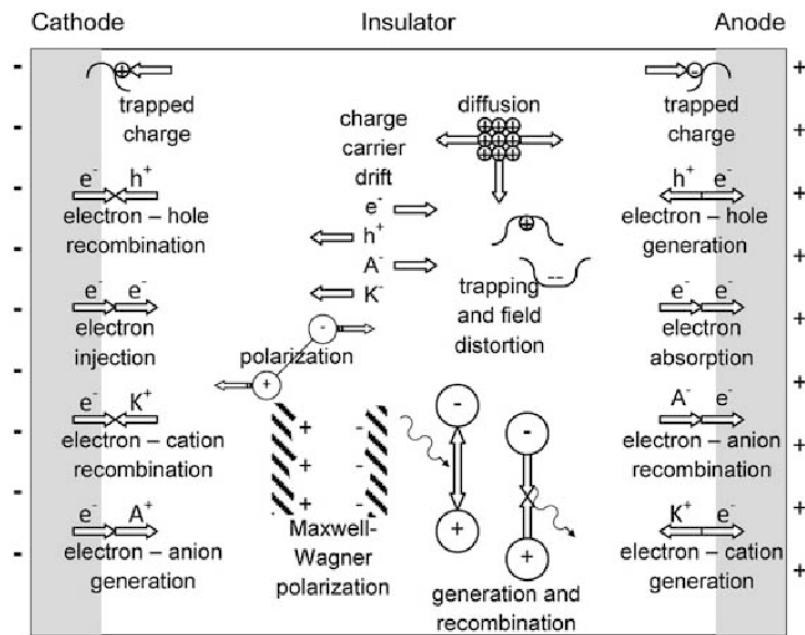 Cathode
Insulator
Anode
trapped
charge
e⁻ h⁺
electron – hole
recombination
e⁻ e⁻
electron
injection
e⁻ K⁺
electron – cation
recombination
e⁻ A⁺
electron – anion
generation
charge
carrier
drift
e⁻
h⁺
A⁻
K⁻
polarization
Maxwell-
Wagner
polarization
diffusion
trapping
and field
distortion
generation and
recombination
trapped
charge
h⁺ e⁻
electron – hole
generation
e⁻ e⁻
electron
absorption
A⁻ e⁻
electron – anion
recombination
K⁺ e⁻
electron – cation
generation